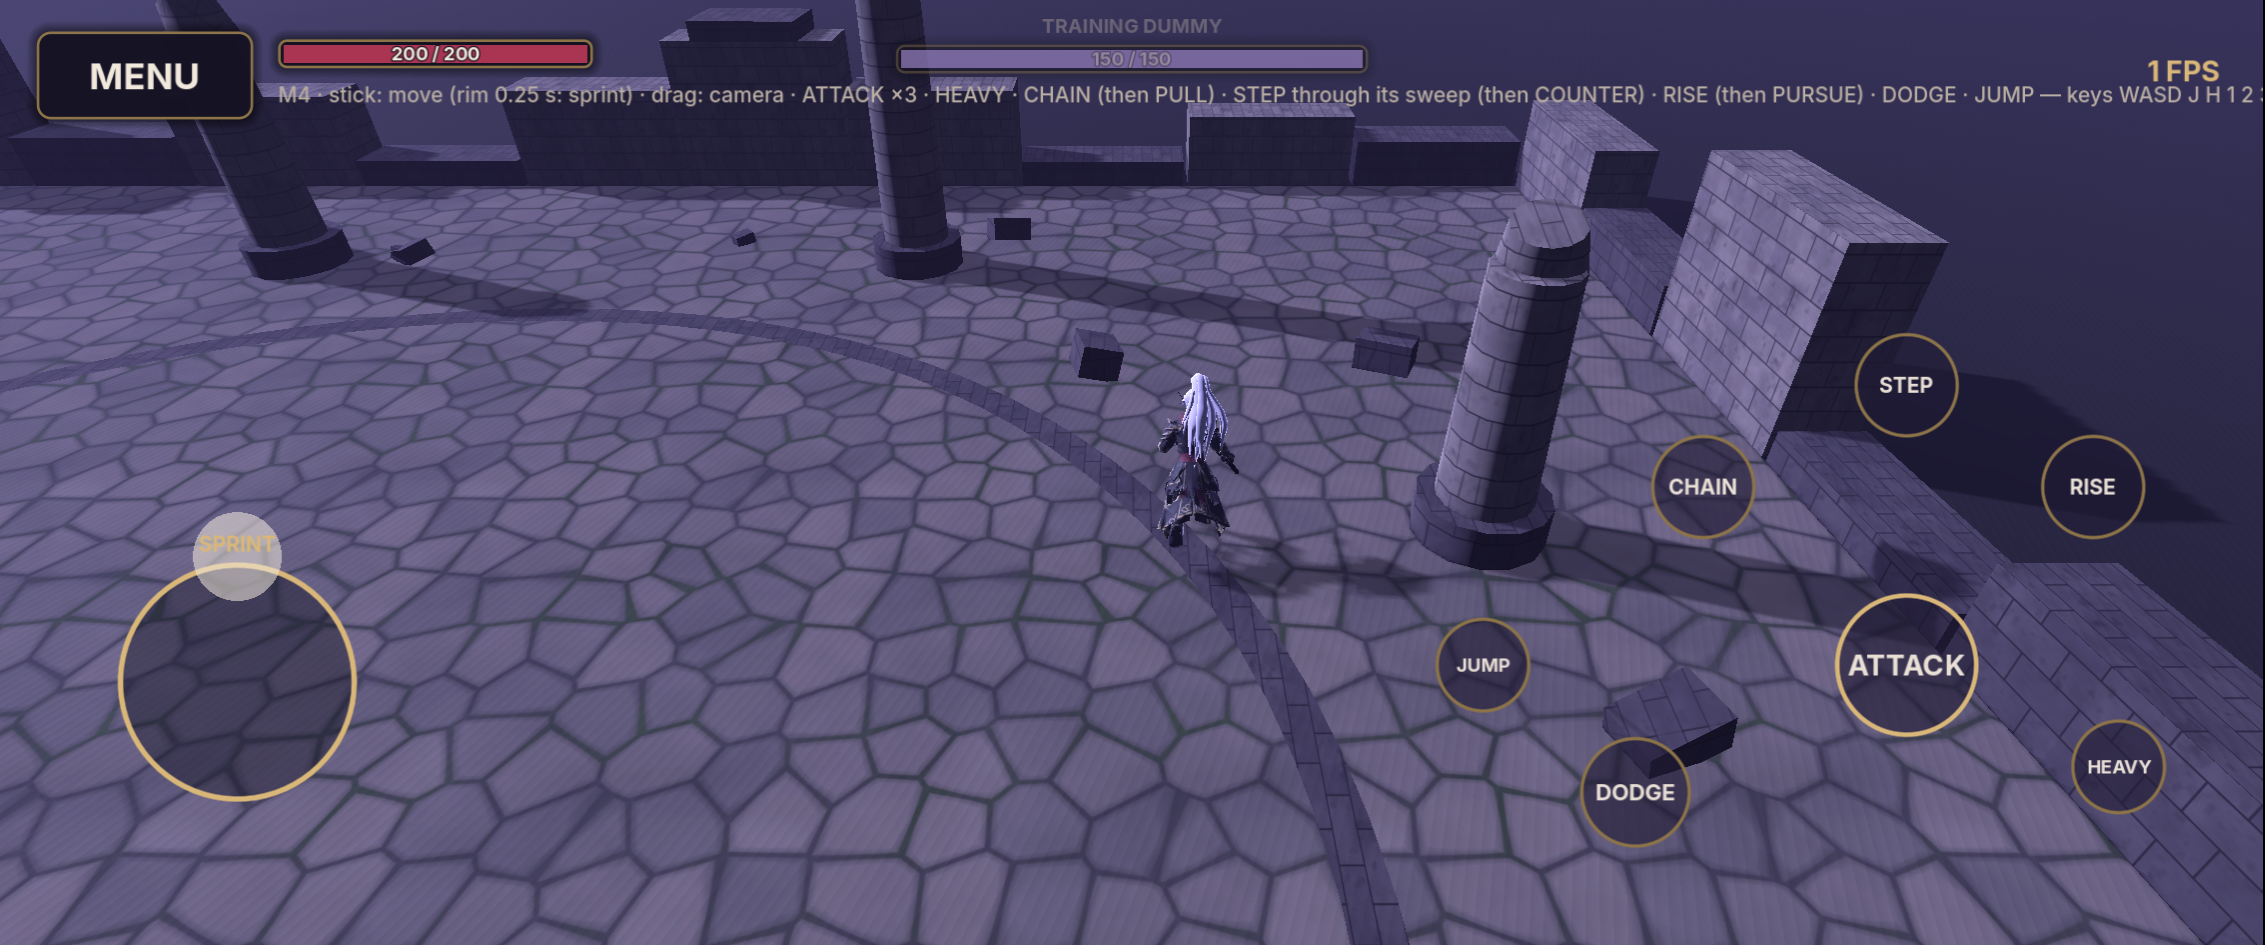 MENU
200 / 200
TRAINING DUMMY
150 / 150
1 FPS
M4 · stick: move (rim 0.25 s: sprint) · drag: camera · ATTACK ×3 · HEAVY · CHAIN (then PULL) · STEP through its sweep (then COUNTER) · RISE (then PURSUE) · DODGE · JUMP — keys WASD J H 1 2
STEP
CHAIN
RISE
SPRINT
JUMP
ATTACK
HEAVY
DODGE